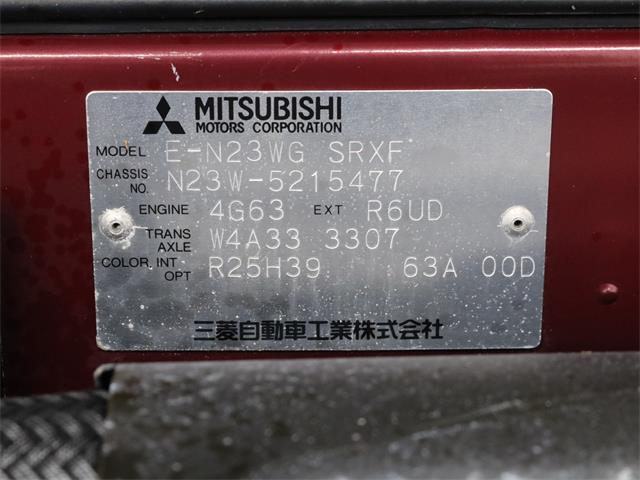 MITSUBISHI
MOTORS CORPORATION
MODEL E-N23WG SRXF
CHASSIS NO. N23W-5215477
ENGINE 4G63 EXT R6UD
TRANS AXLE W4A33 3307
COLOR, INT OPT R25H39 63A 00D
三菱自動車工業株式会社